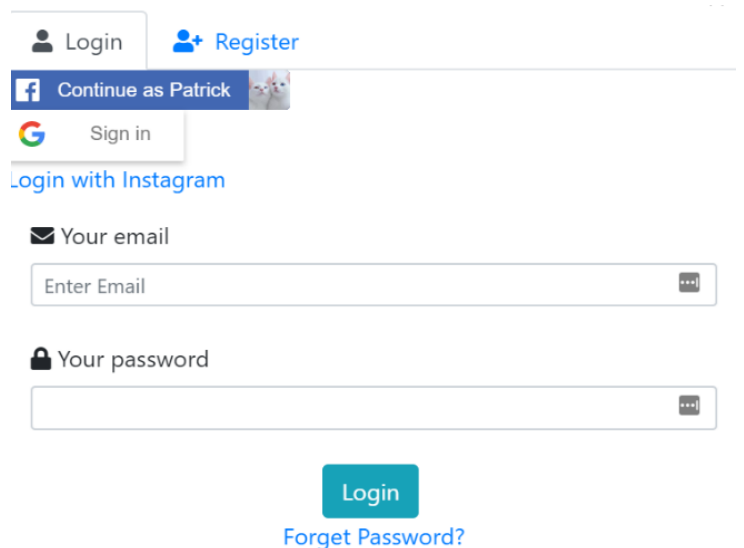 Login Register
Continue as Patrick
Sign in
Login with Instagram
Your email
Enter Email
Your password
Login
Forget Password?